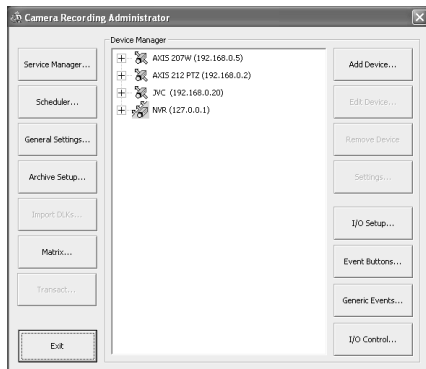 Camera Recording Administrator
Device Manager
Service Manager...
Scheduler...
General Settings...
Archive Setup...
Import DLKs...
Matrix...
Transact...
Exit
AXIS 207W (192.168.0.5)
AXIS 212 PTZ (192.168.0.2)
JVC (192.168.0.20)
NVR (127.0.0.1)
Add Device...
Edit Device...
Remove Device
Settings...
I/O Setup...
Event Buttons...
Generic Events...
I/O Control...